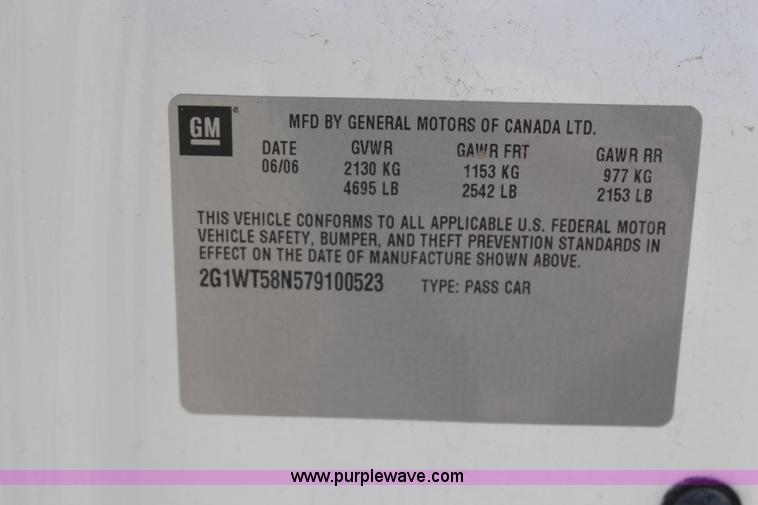 GM
MFD BY GENERAL MOTORS OF CANADA LTD.
DATE GVWR GAWR FRT GAWR RR
06/06 2130 KG 1153 KG 977 KG
4695 LB 2542 LB 2153 LB
THIS VEHICLE CONFORMS TO ALL APPLICABLE U.S. FEDERAL MOTOR
VEHICLE SAFETY, BUMPER, AND THEFT PREVENTION STANDARDS IN
EFFECT ON THE DATE OF MANUFACTURE SHOWN ABOVE.
2G1WT58N579100523 TYPE: PASS CAR
www.purplewave.com